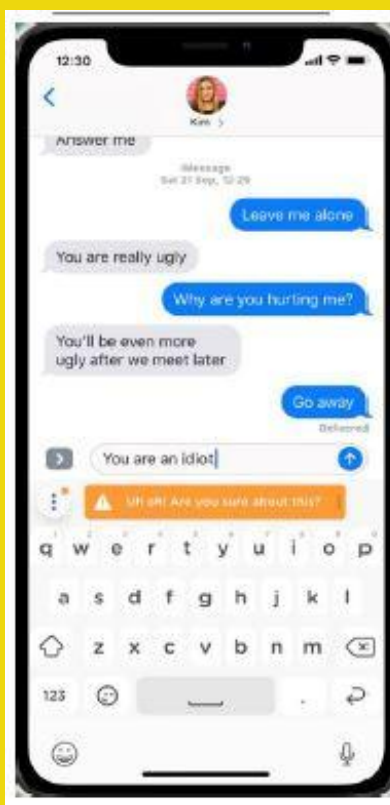 12:30
Kim >
Answer me
iMessage
Sat 21 Sep, 12:29
Leave me alone
You are really ugly
Why are you hurting me?
You'll be even more
ugly after we meet later
Go away
Delivered
You are an idiot
Uh oh! Are you sure about this?
q w e r t y u i o p
a s d f g h j k l
z x c v b n m
123 .